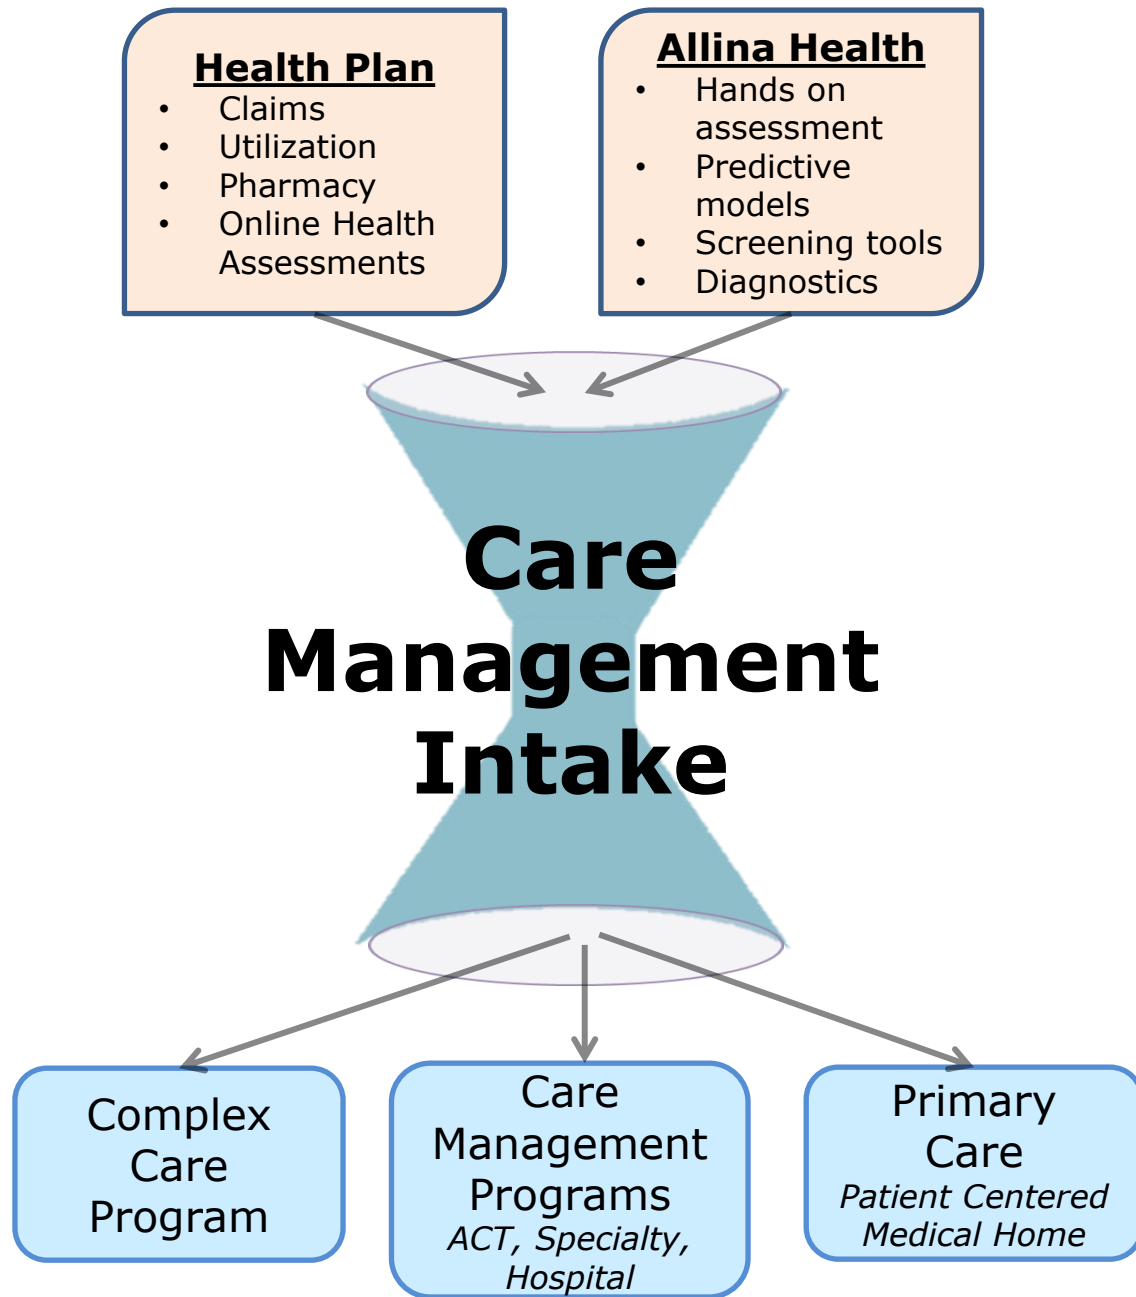 Health Plan
• Claims
• Utilization
• Pharmacy
• Online Health
Assessments
Allina Health
• Hands on
assessment
• Predictive
models
• Screening tools
• Diagnostics
Care
Management
Intake
Complex
Care
Program
Care
Management
Programs
ACT, Specialty,
Hospital
Primary
Care
Patient Centered
Medical Home